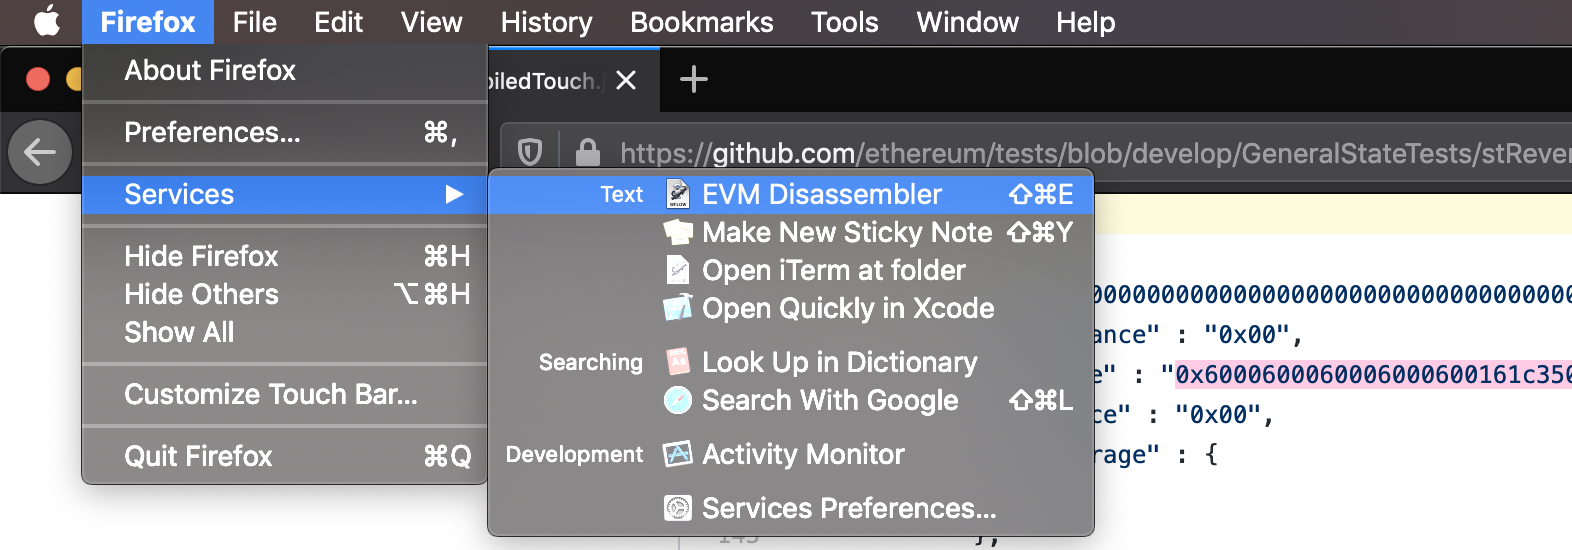 Firefox File Edit View History Bookmarks Tools Window Help
About Firefox
Preferences... ⌘,
Services ▶
Hide Firefox ⌘H
Hide Others ⌥⌘H
Show All
Customize Touch Bar...
Quit Firefox ⌘Q
piledTouch.j
https://github.com/ethereum/tests/blob/develop/GeneralStateTests/stRever
Text EVM Disassembler ⇧⌘E
Make New Sticky Note ⇧⌘Y
Open iTerm at folder
Open Quickly in Xcode
Searching Look Up in Dictionary
Search With Google ⇧⌘L
Development Activity Monitor
Services Preferences...
ance" : "0x00",
e" : "0x6000600060006000600161c350
ce" : "0x00",
rage" : {
},